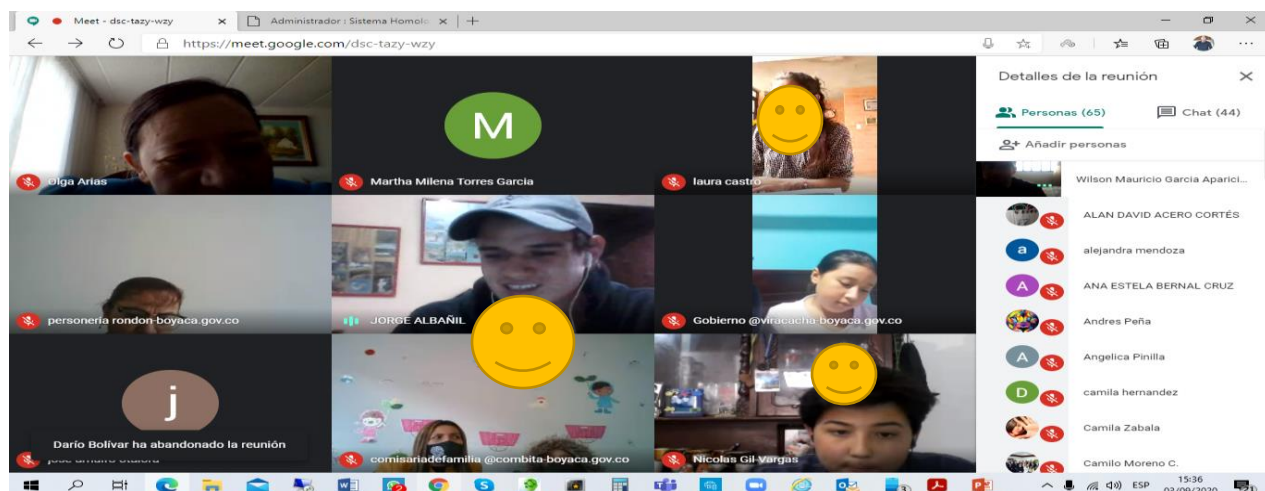 Meet - dsc-tazy-wzy
Administrador : Sistema Homolo
https://meet.google.com/dsc-tazy-wzy
Olga Arias
M
Martha Milena Torres Garcia
laura castro
personería rondon-boyaca.gov.co
JORGE ALBAÑIL
Gobierno @viracacha-boyaca.gov.co
j
Darío Bolívar ha abandonado la reunión
comisariadefamilia @combita-boyaca.gov.co
Nicolas Gil Vargas
Detalles de la reunión
Personas (65)
Chat (44)
Añadir personas
Wilson Mauricio Garcia Aparici...
ALAN DAVID ACERO CORTÉS
a
alejandra mendoza
A
ANA ESTELA BERNAL CRUZ
Andres Peña
A
Angelica Pinilla
D
camila hernandez
Camila Zabala
Camilo Moreno C.
ESP
15:36
03/09/2020